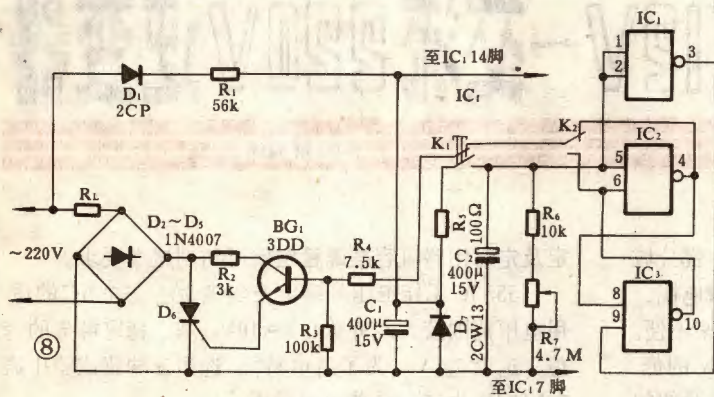 IC₁
1
2
3
至IC₁14脚
IC₁
D₁
2CP
R₁
56k
K₁
K₂
IC₂
5
6
4
R_L
D₂～D₅
1N4007
～220V
BG₁
3DD
R₂
3k
R₄
7.5k
R₅
100Ω
R₆
10k
C₂
400μ
15V
D₆
R₃
100k
C₁
400μ
15V
D₇
2CW13
R₇
4.7M
IC₃
8
9
10
⑧
至IC₁7脚